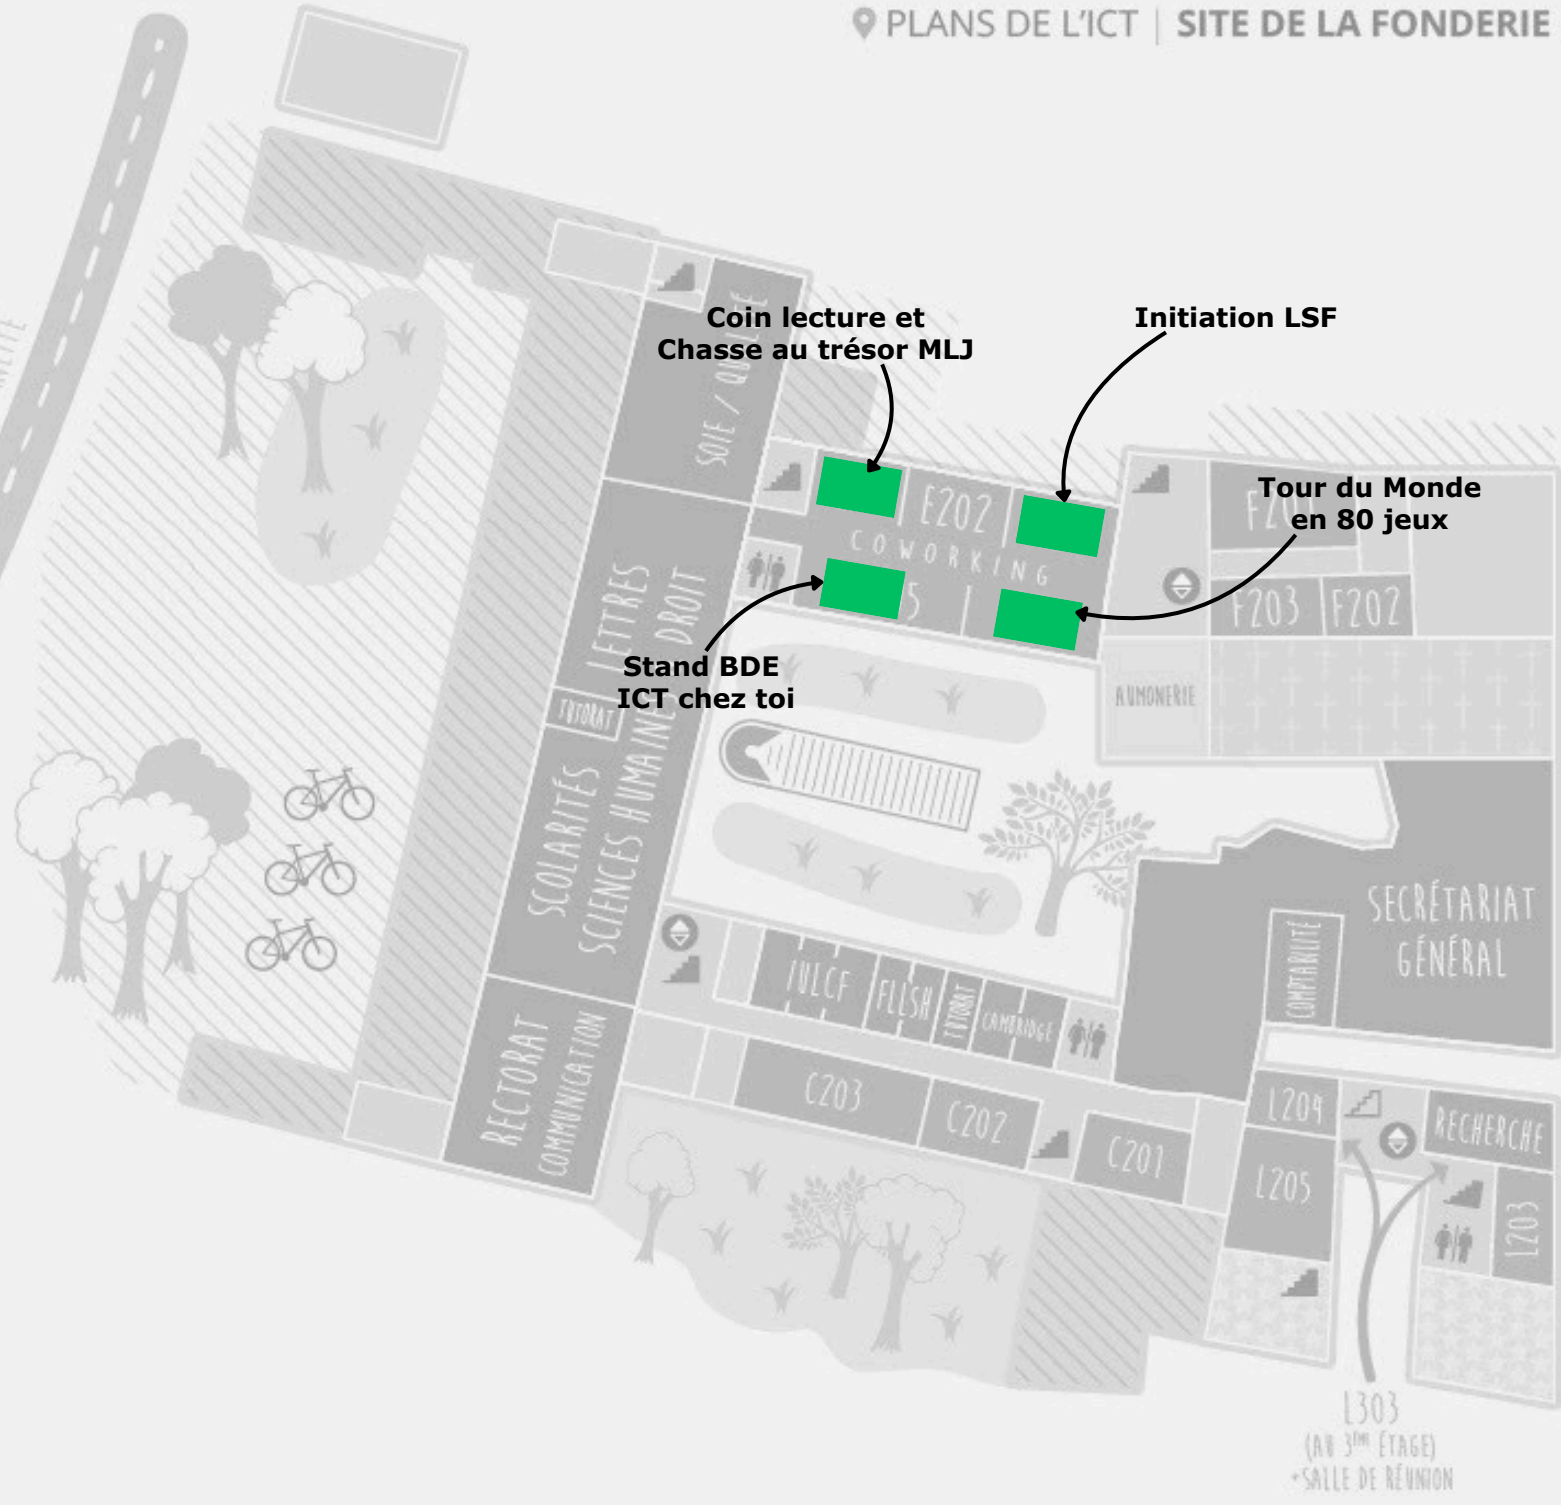 PLANS DE L'ICT | SITE DE LA FONDERIE
SOIE /
Coin lecture et
Chasse au trésor MLJ
Initiation LSF
Tour du Monde
en 80 jeux
E202
COWORKING
5
F203
F202
AUMONERIE
Stand BDE
ICT chez toi
LETTRES
DROIT
TUTORAT
SCOLARITÉS
SCIENCES HUMAINES
RECTORAT
COMMUNICATION
IULCF
FLLSH
TUTORAT
CAMBRIDGE
C203
C202
C201
SECRÉTARIAT
GÉNÉRAL
COMPTABILITÉ
L204
L205
RECHERCHE
L203
L303
(AU 3ÈME ÉTAGE)
+SALLE DE RÉUNION